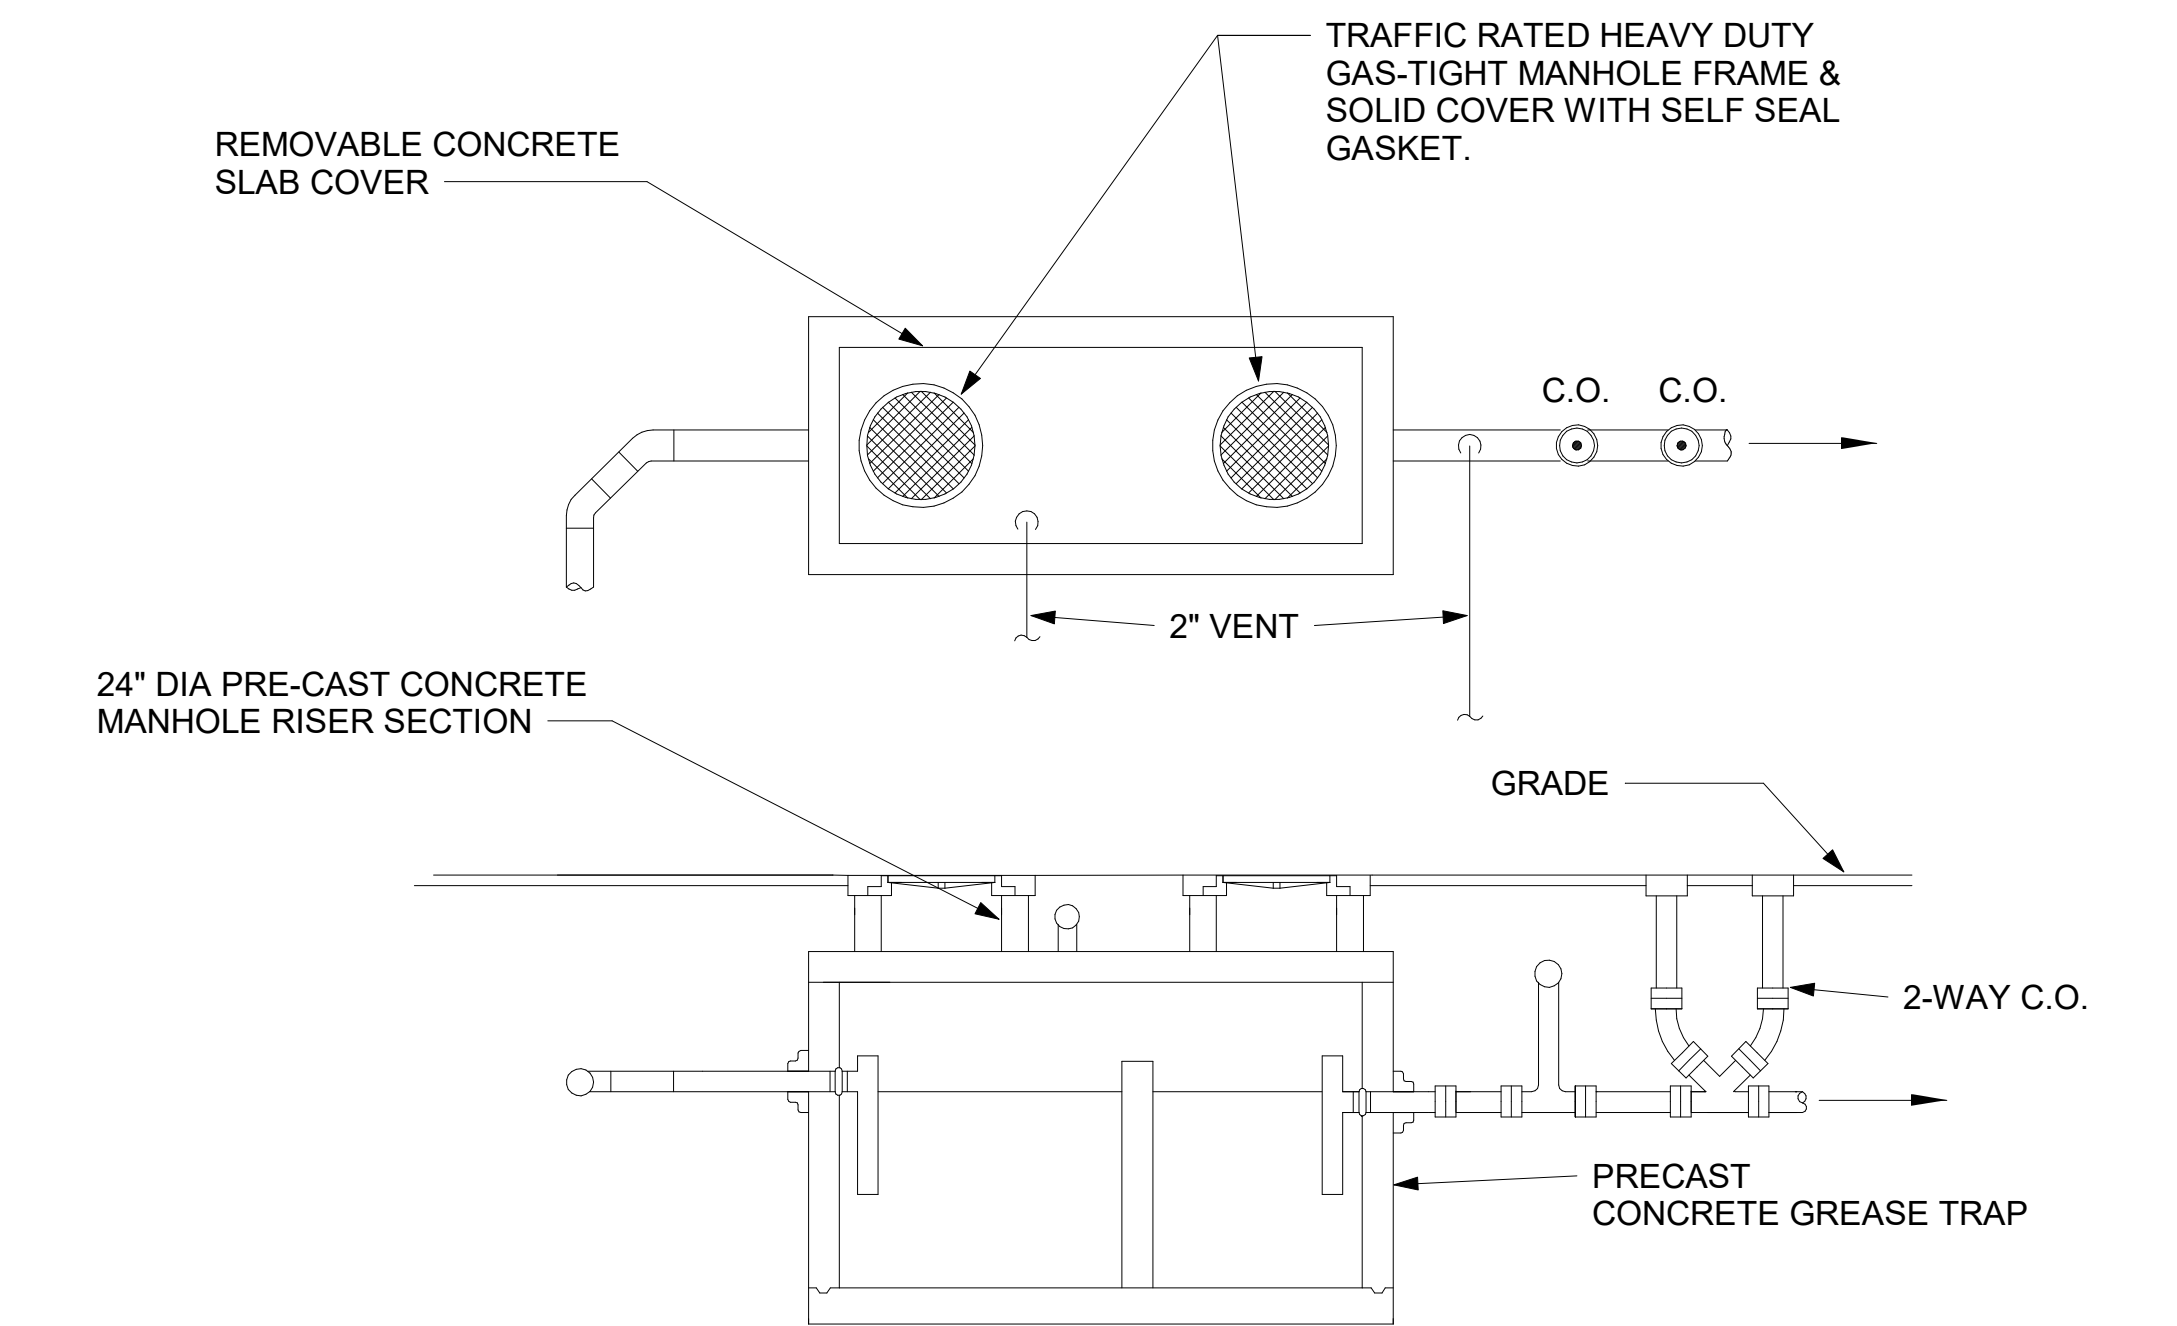 TRAFFIC RATED HEAVY DUTY
GAS-TIGHT MANHOLE FRAME &
SOLID COVER WITH SELF SEAL
GASKET.
REMOVABLE CONCRETE
SLAB COVER
C.O.
C.O.
2" VENT
24" DIA PRE-CAST CONCRETE
MANHOLE RISER SECTION
GRADE
2-WAY C.O.
PRECAST
CONCRETE GREASE TRAP